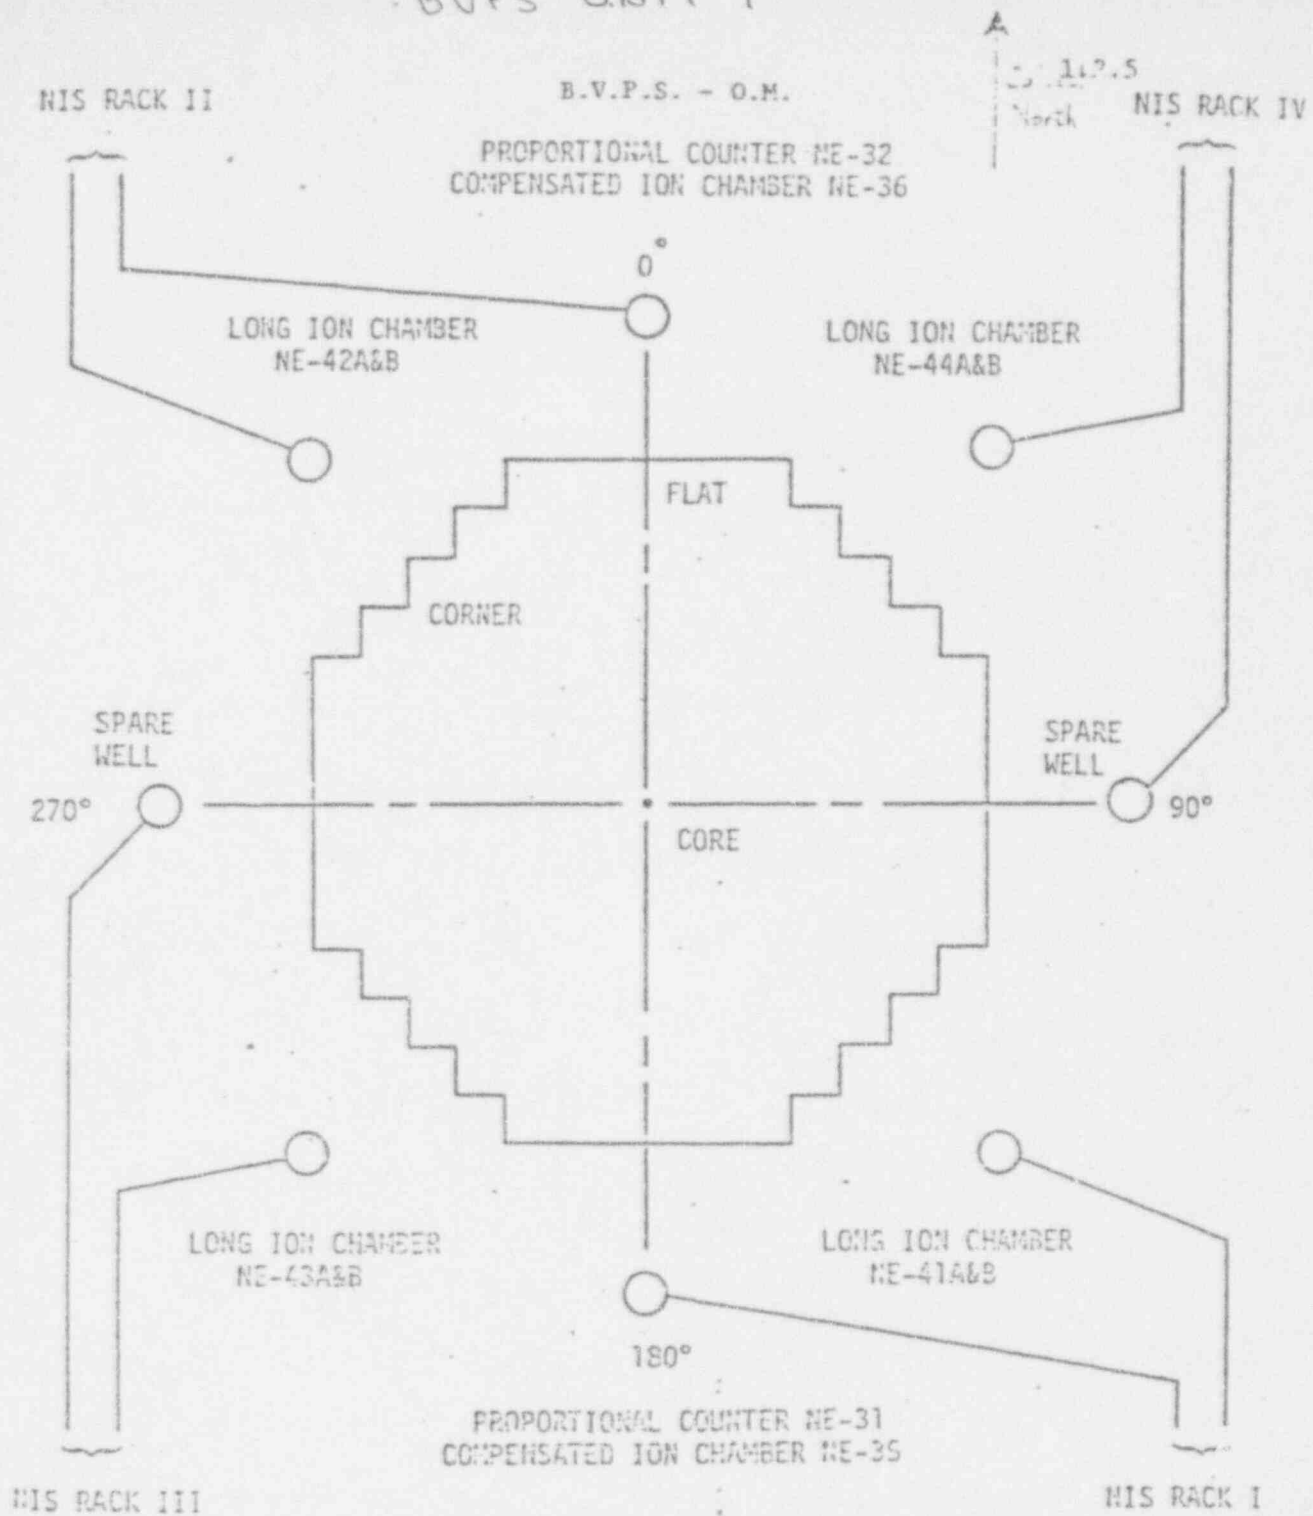 BVPS UNIT 1
B.V.P.S. - O.M.
North
NIS RACK II
NIS RACK IV
PROPORTIONAL COUNTER NE-32
COMPENSATED ION CHAMBER NE-36
0°
LONG ION CHAMBER
NE-42A&B
LONG ION CHAMBER
NE-44A&B
FLAT
CORNER
SPARE
WELL
SPARE
WELL
270°
90°
CORE
LONG ION CHAMBER
NE-43A&B
LONG ION CHAMBER
NE-41A&B
180°
PROPORTIONAL COUNTER NE-31
COMPENSATED ION CHAMBER NE-35
NIS RACK III
NIS RACK I